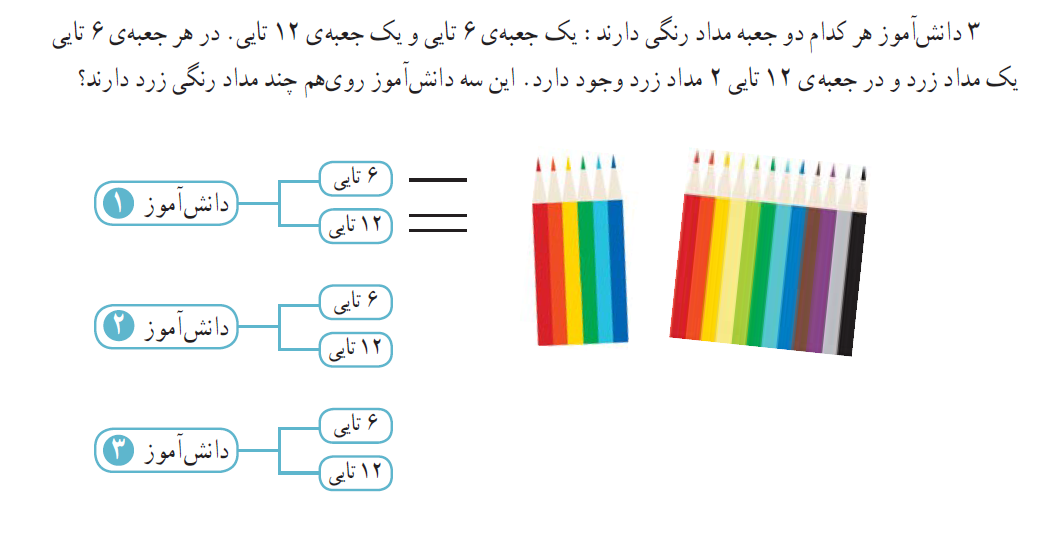 ۳ دانش‌آموز هر کدام دو جعبه مداد رنگی دارند : یک جعبه‌ی ۶ تایی و یک جعبه‌ی ۱۲ تایی. در هر جعبه‌ی ۶ تایی
یک مداد زرد و در جعبه‌ی ۱۲ تایی ۲ مداد زرد وجود دارد. این سه دانش‌آموز روی‌هم چند مداد رنگی زرد دارند؟
دانش‌آموز ۱
۶ تایی
۱۲ تایی
دانش‌آموز ۲
۶ تایی
۱۲ تایی
دانش‌آموز ۳
۶ تایی
۱۲ تایی